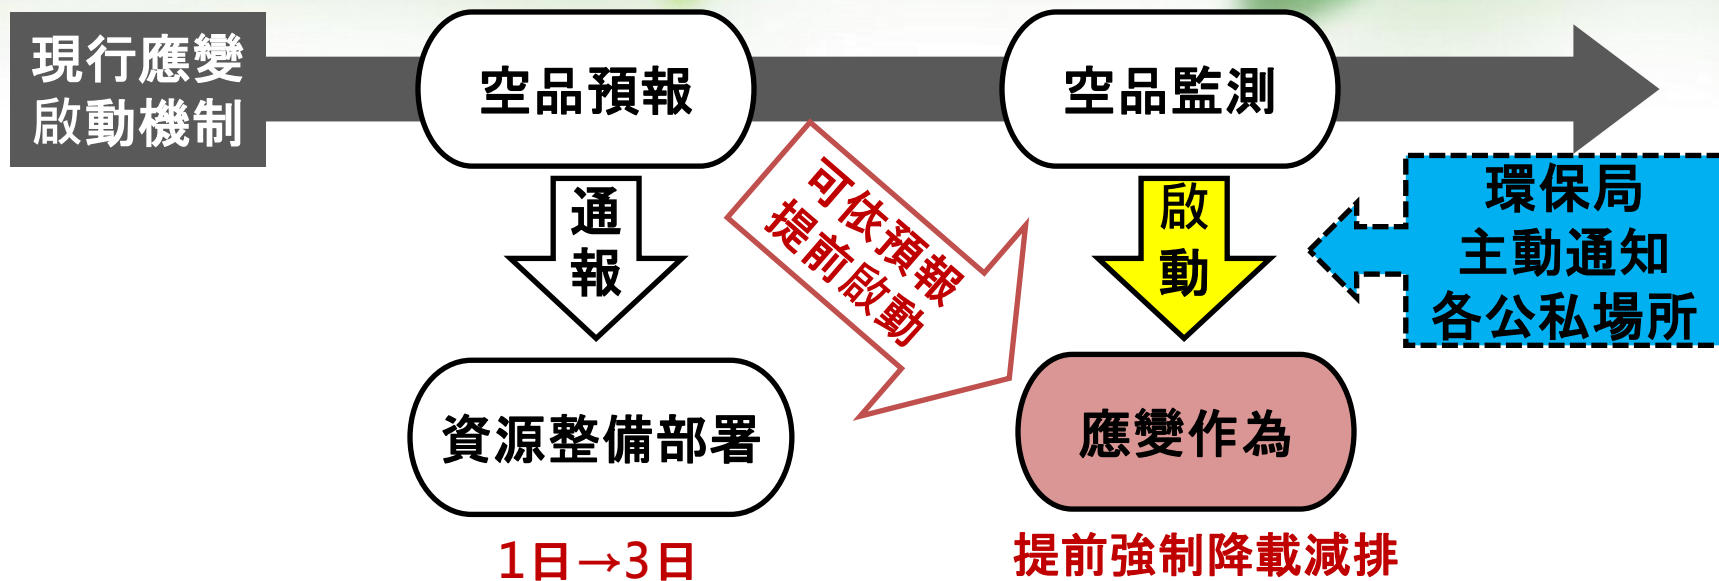 現行應變
啟動機制
空品預報
空品監測
通
報
可依預報
提前啟動
啟
動
環保局
主動通知
各公私場所
資源整備部署
應變作為
1日→3日
提前強制降載減排